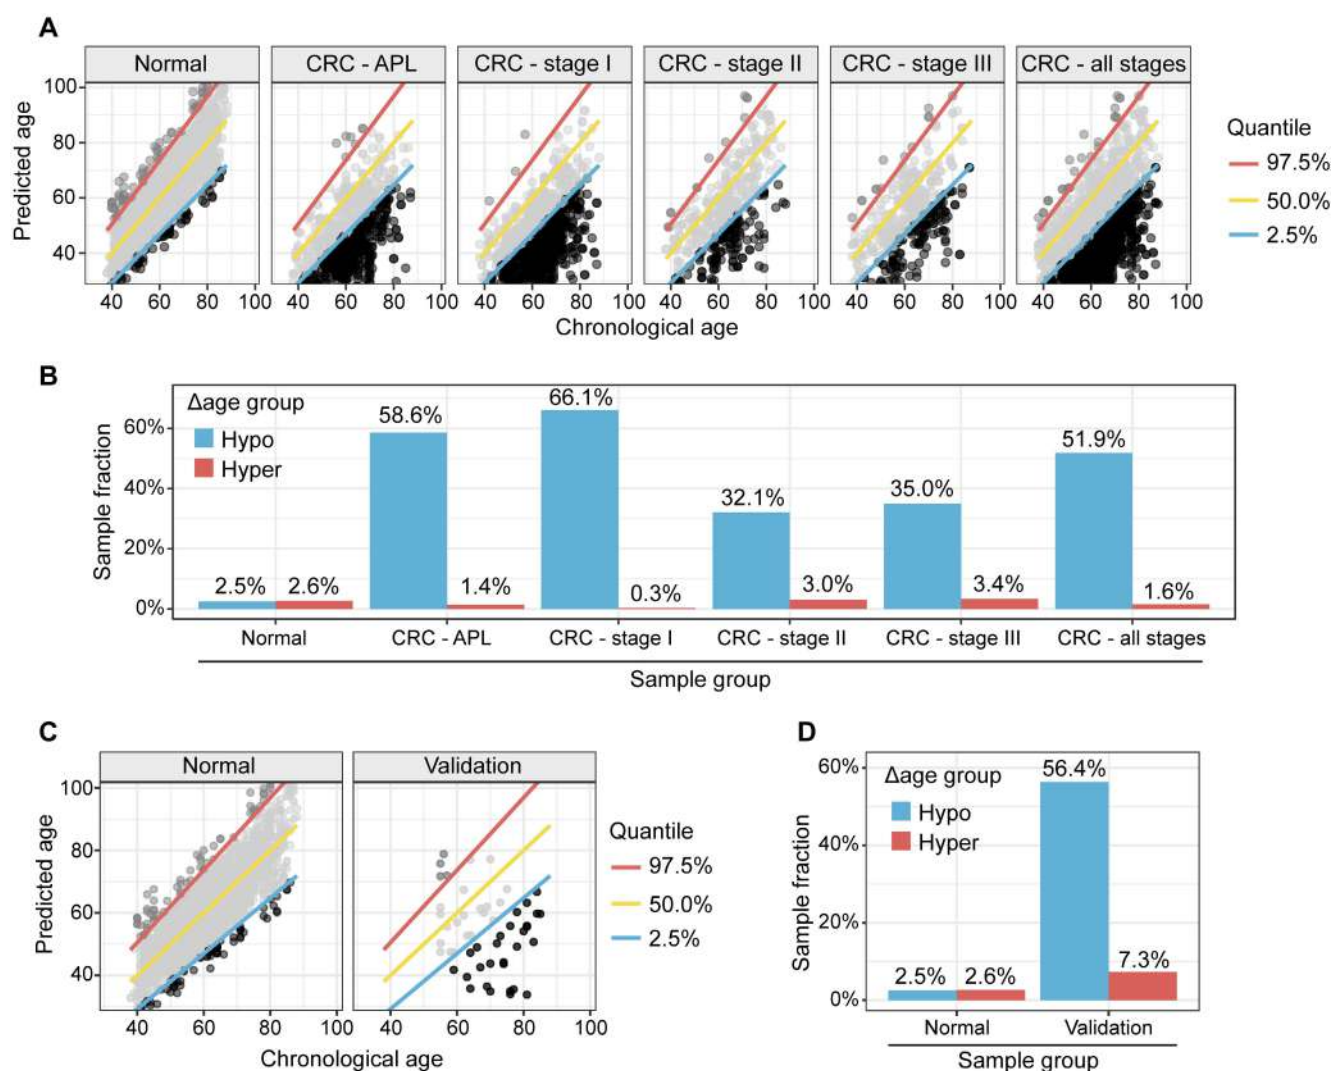 A
Normal CRC - APL CRC - stage I CRC - stage II CRC - stage III CRC - all stages
Predicted age
100
80
60
40
40 60 80 100 40 60 80 100 40 60 80 100 40 60 80 100 40 60 80 100 40 60 80 100
Chronological age
Quantile
97.5%
50.0%
2.5%
B
Sample fraction
60%
40%
20%
0%
Δage group
Hypo
Hyper
2.5% 2.6% 58.6% 1.4% 66.1% 0.3% 32.1% 3.0% 35.0% 3.4% 51.9% 1.6%
Normal CRC - APL CRC - stage I CRC - stage II CRC - stage III CRC - all stages
Sample group
C
Normal Validation
Predicted age
100
80
60
40
40 60 80 100 40 60 80 100
Chronological age
Quantile
97.5%
50.0%
2.5%
D
Sample fraction
60%
40%
20%
0%
Δage group
Hypo
Hyper
2.5% 2.6% 56.4% 7.3%
Normal Validation
Sample group